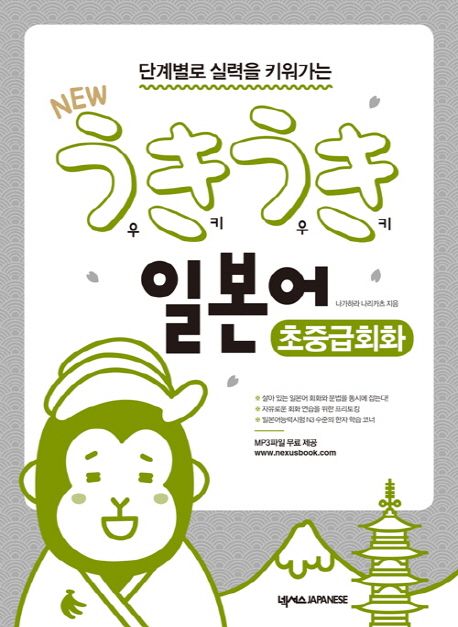 단계별로 실력을 키워가는
NEW
うきうき
우 키 우 키
일본어
나가하라 나리카츠 지음
초중급회화
※ 살아 있는 일본어 회화와 문법을 동시에 잡는다!
※ 자유로운 회화 연습을 위한 프리토킹
※ 일본어능력시험 N3 수준의 한자 학습 코너
MP3파일 무료 제공
www.nexusbook.com
넥서스 JAPANESE